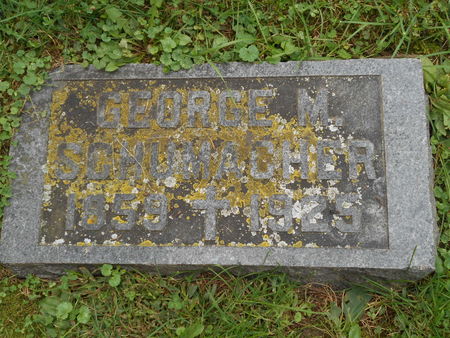 GEORGE M.
SCHUMACHER
1859 ✝ 1925